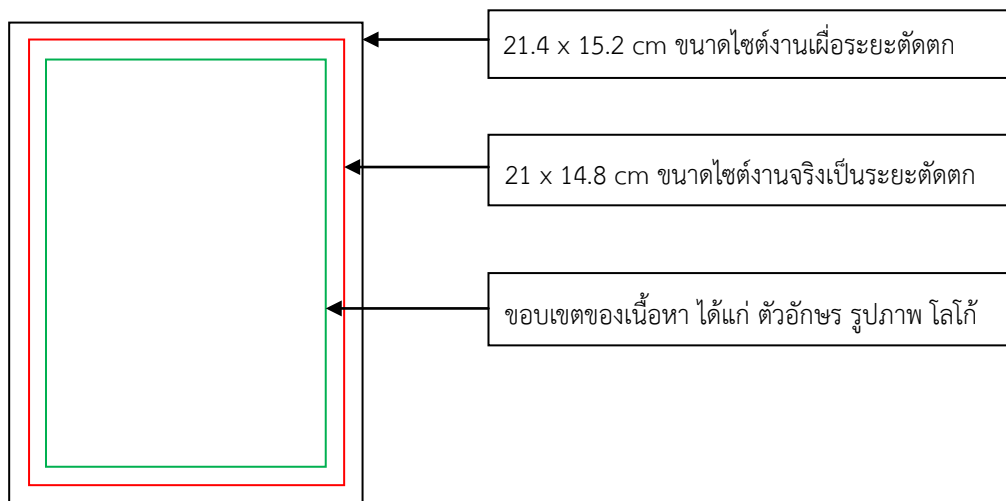 21.4 x 15.2 cm ขนาดไซต์งานเผื่อระยะตัดตก
21 x 14.8 cm ขนาดไซต์งานจริงเป็นระยะตัดตก
ขอบเขตของเนื้อหา ได้แก่ ตัวอักษร รูปภาพ โลโก้